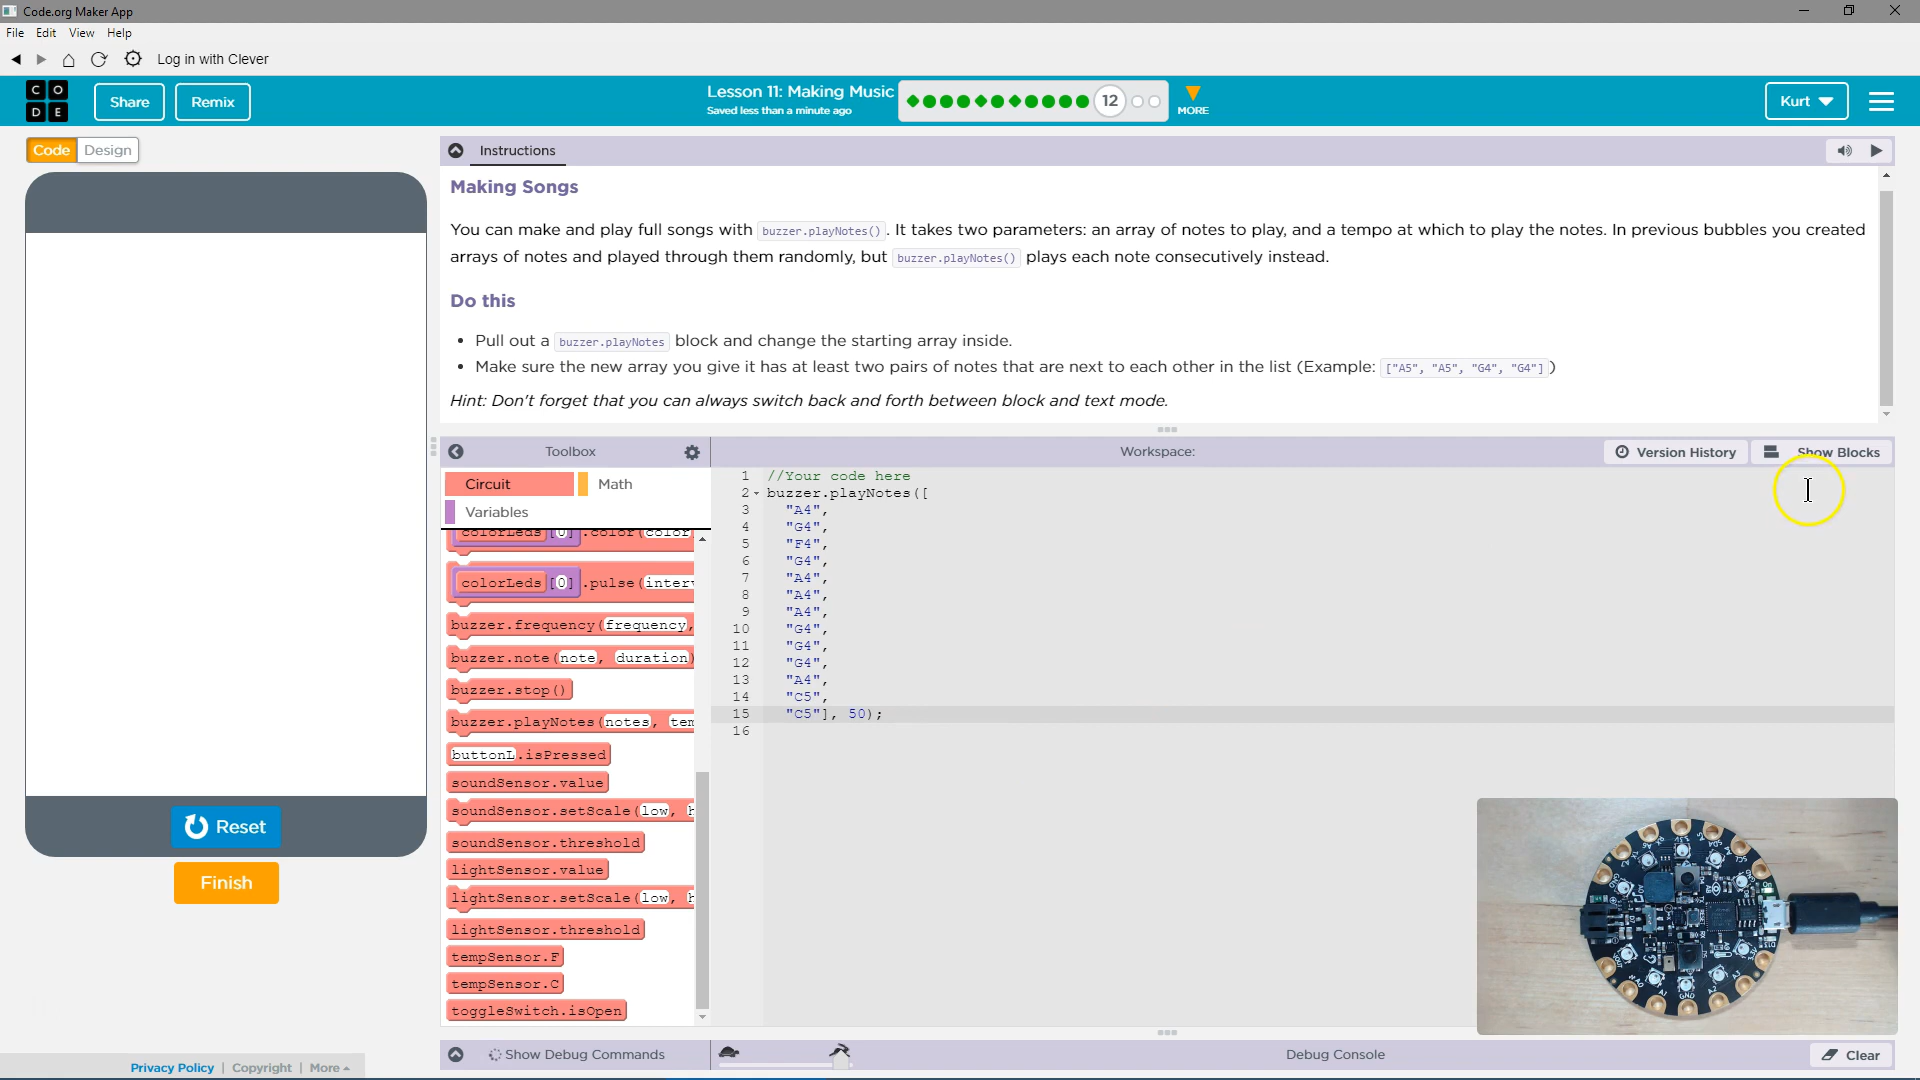 Code.org Maker App
File Edit View Help
Log in with Clever
C O D E
Share
Remix
Lesson 11: Making Music
Saved less than a minute ago
12
MORE
Kurt
Code Design
Instructions
Making Songs
You can make and play full songs with buzzer.playNotes() . It takes two parameters: an array of notes to play, and a tempo at which to play the notes. In previous bubbles you created
arrays of notes and played through them randomly, but buzzer.playNotes() plays each note consecutively instead.
Do this
• Pull out a buzzer.playNotes block and change the starting array inside.
• Make sure the new array you give it has at least two pairs of notes that are next to each other in the list (Example: ["A5", "A5", "G4", "G4"] )
Hint: Don't forget that you can always switch back and forth between block and text mode.
Toolbox
Workspace:
Version History
Show Blocks
Circuit
Math
Variables
colorLeds [0] .color(color
colorLeds [0] .pulse(interv
buzzer.frequency(frequency,
buzzer.note(note, duration)
buzzer.stop()
buzzer.playNotes(notes, tem
buttonL.isPressed
soundSensor.value
soundSensor.setScale(low, h
soundSensor.threshold
lightSensor.value
lightSensor.setScale(low, h
lightSensor.threshold
tempSensor.F
tempSensor.C
toggleSwitch.isOpen
1 //Your code here
2 buzzer.playNotes([
3 "A4",
4 "G4",
5 "F4",
6 "G4",
7 "A4",
8 "A4",
9 "A4",
10 "G4",
11 "G4",
12 "G4",
13 "A4",
14 "C5",
15 "C5"], 50);
16
Reset
Finish
Show Debug Commands
Debug Console
Clear
Privacy Policy | Copyright | More